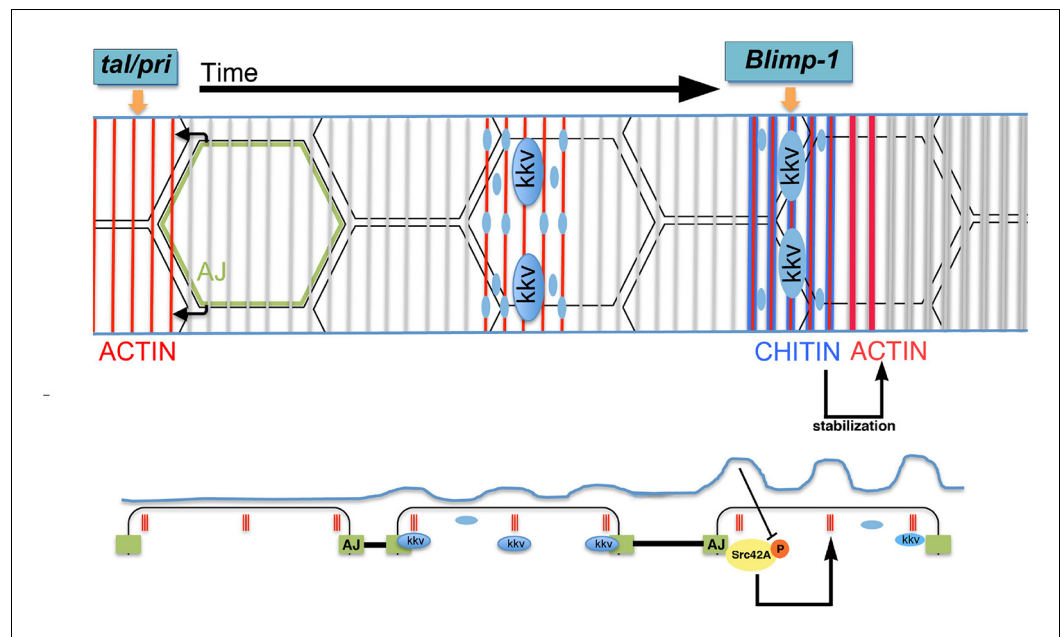 tal/pri
Time
Blimp-1
kkv
kkv
kkv
kkv
AJ
ACTIN
CHITIN ACTIN
stabilization
AJ
kkv
kkv
kkv
AJ
Src42A
P
kkv